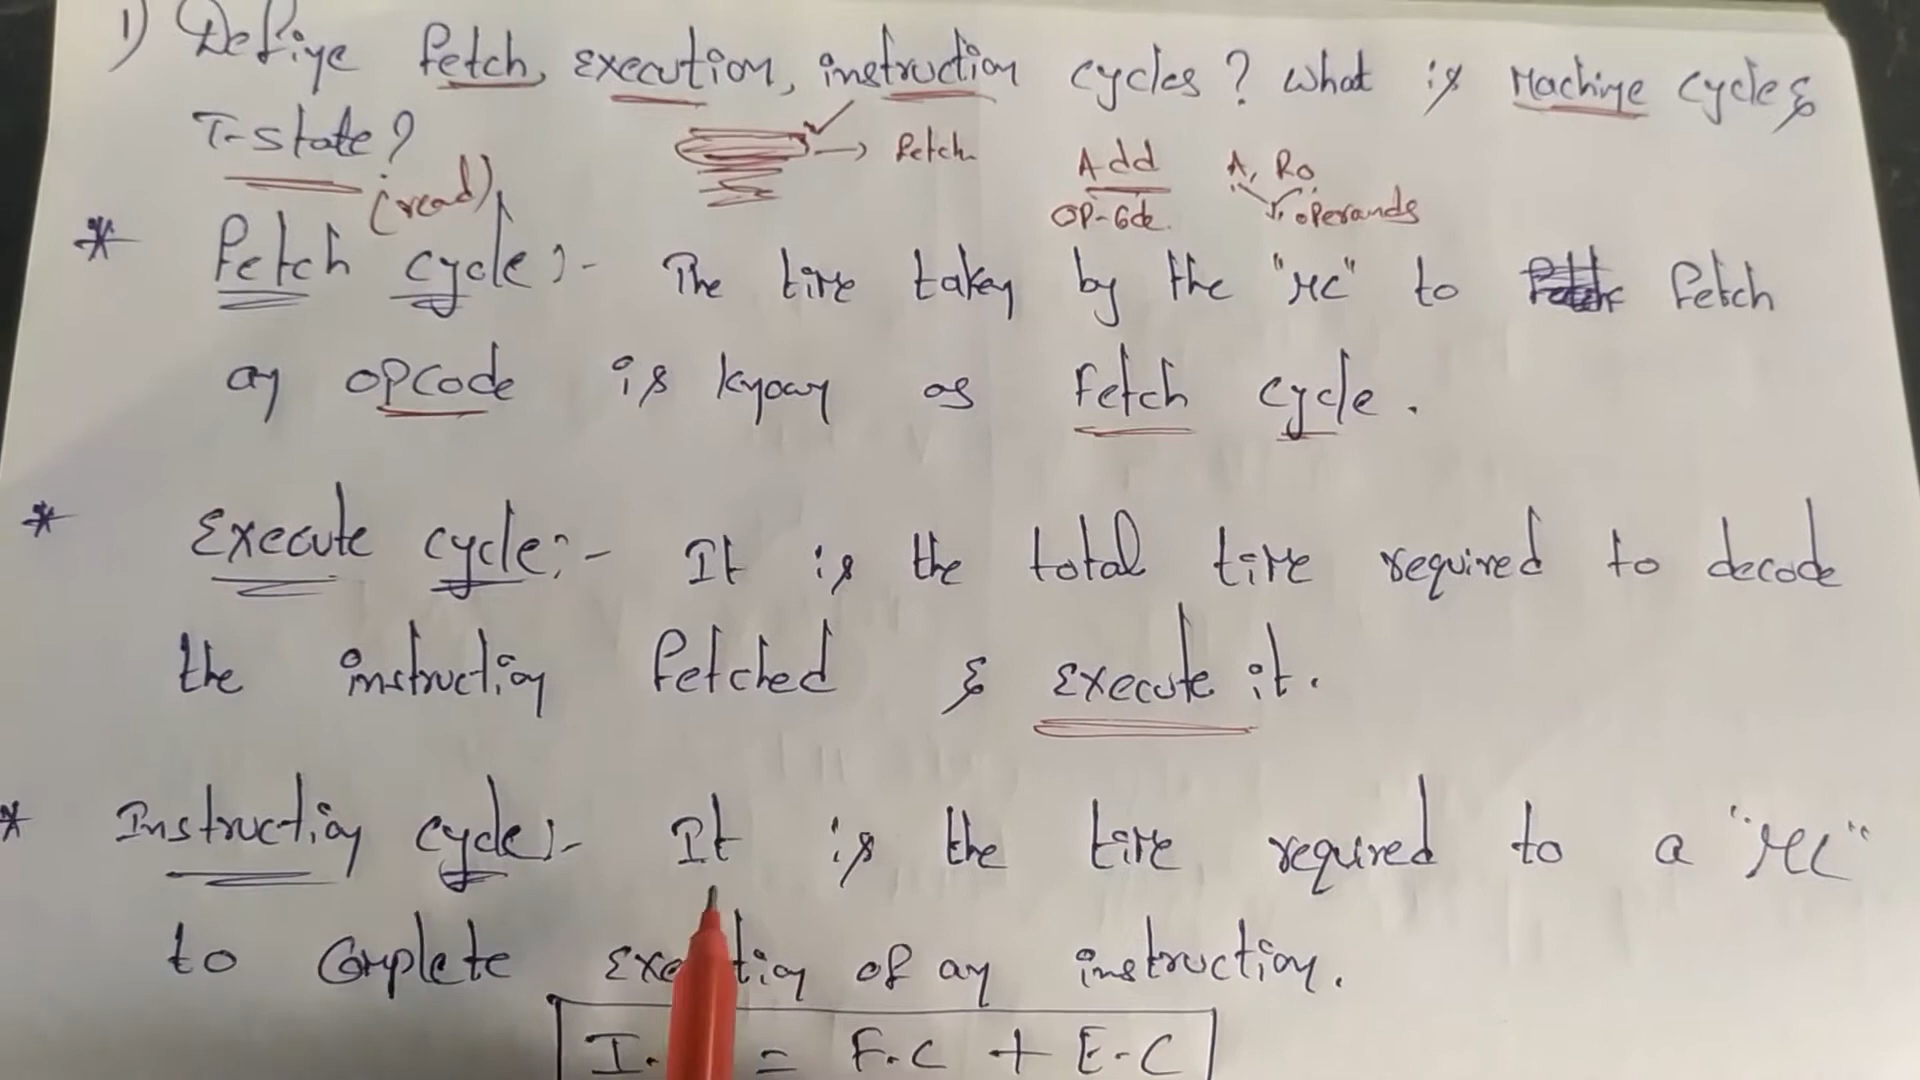 1) Define fetch, execution, instruction cycles? What is Machine cycle &
T-state?
→ fetch
Add A, Ro
(read)
OP-Code operands
* Fetch cycle :- The time taken by the "MC" to fetch
an opcode is known as fetch cycle.
* Execute cycle :- It is the total time required to decode
the instruction fetched & execute it.
* Instruction cycle :- It is the time required to a "MC"
to complete execution of an instruction.
I. = F.C + E.C